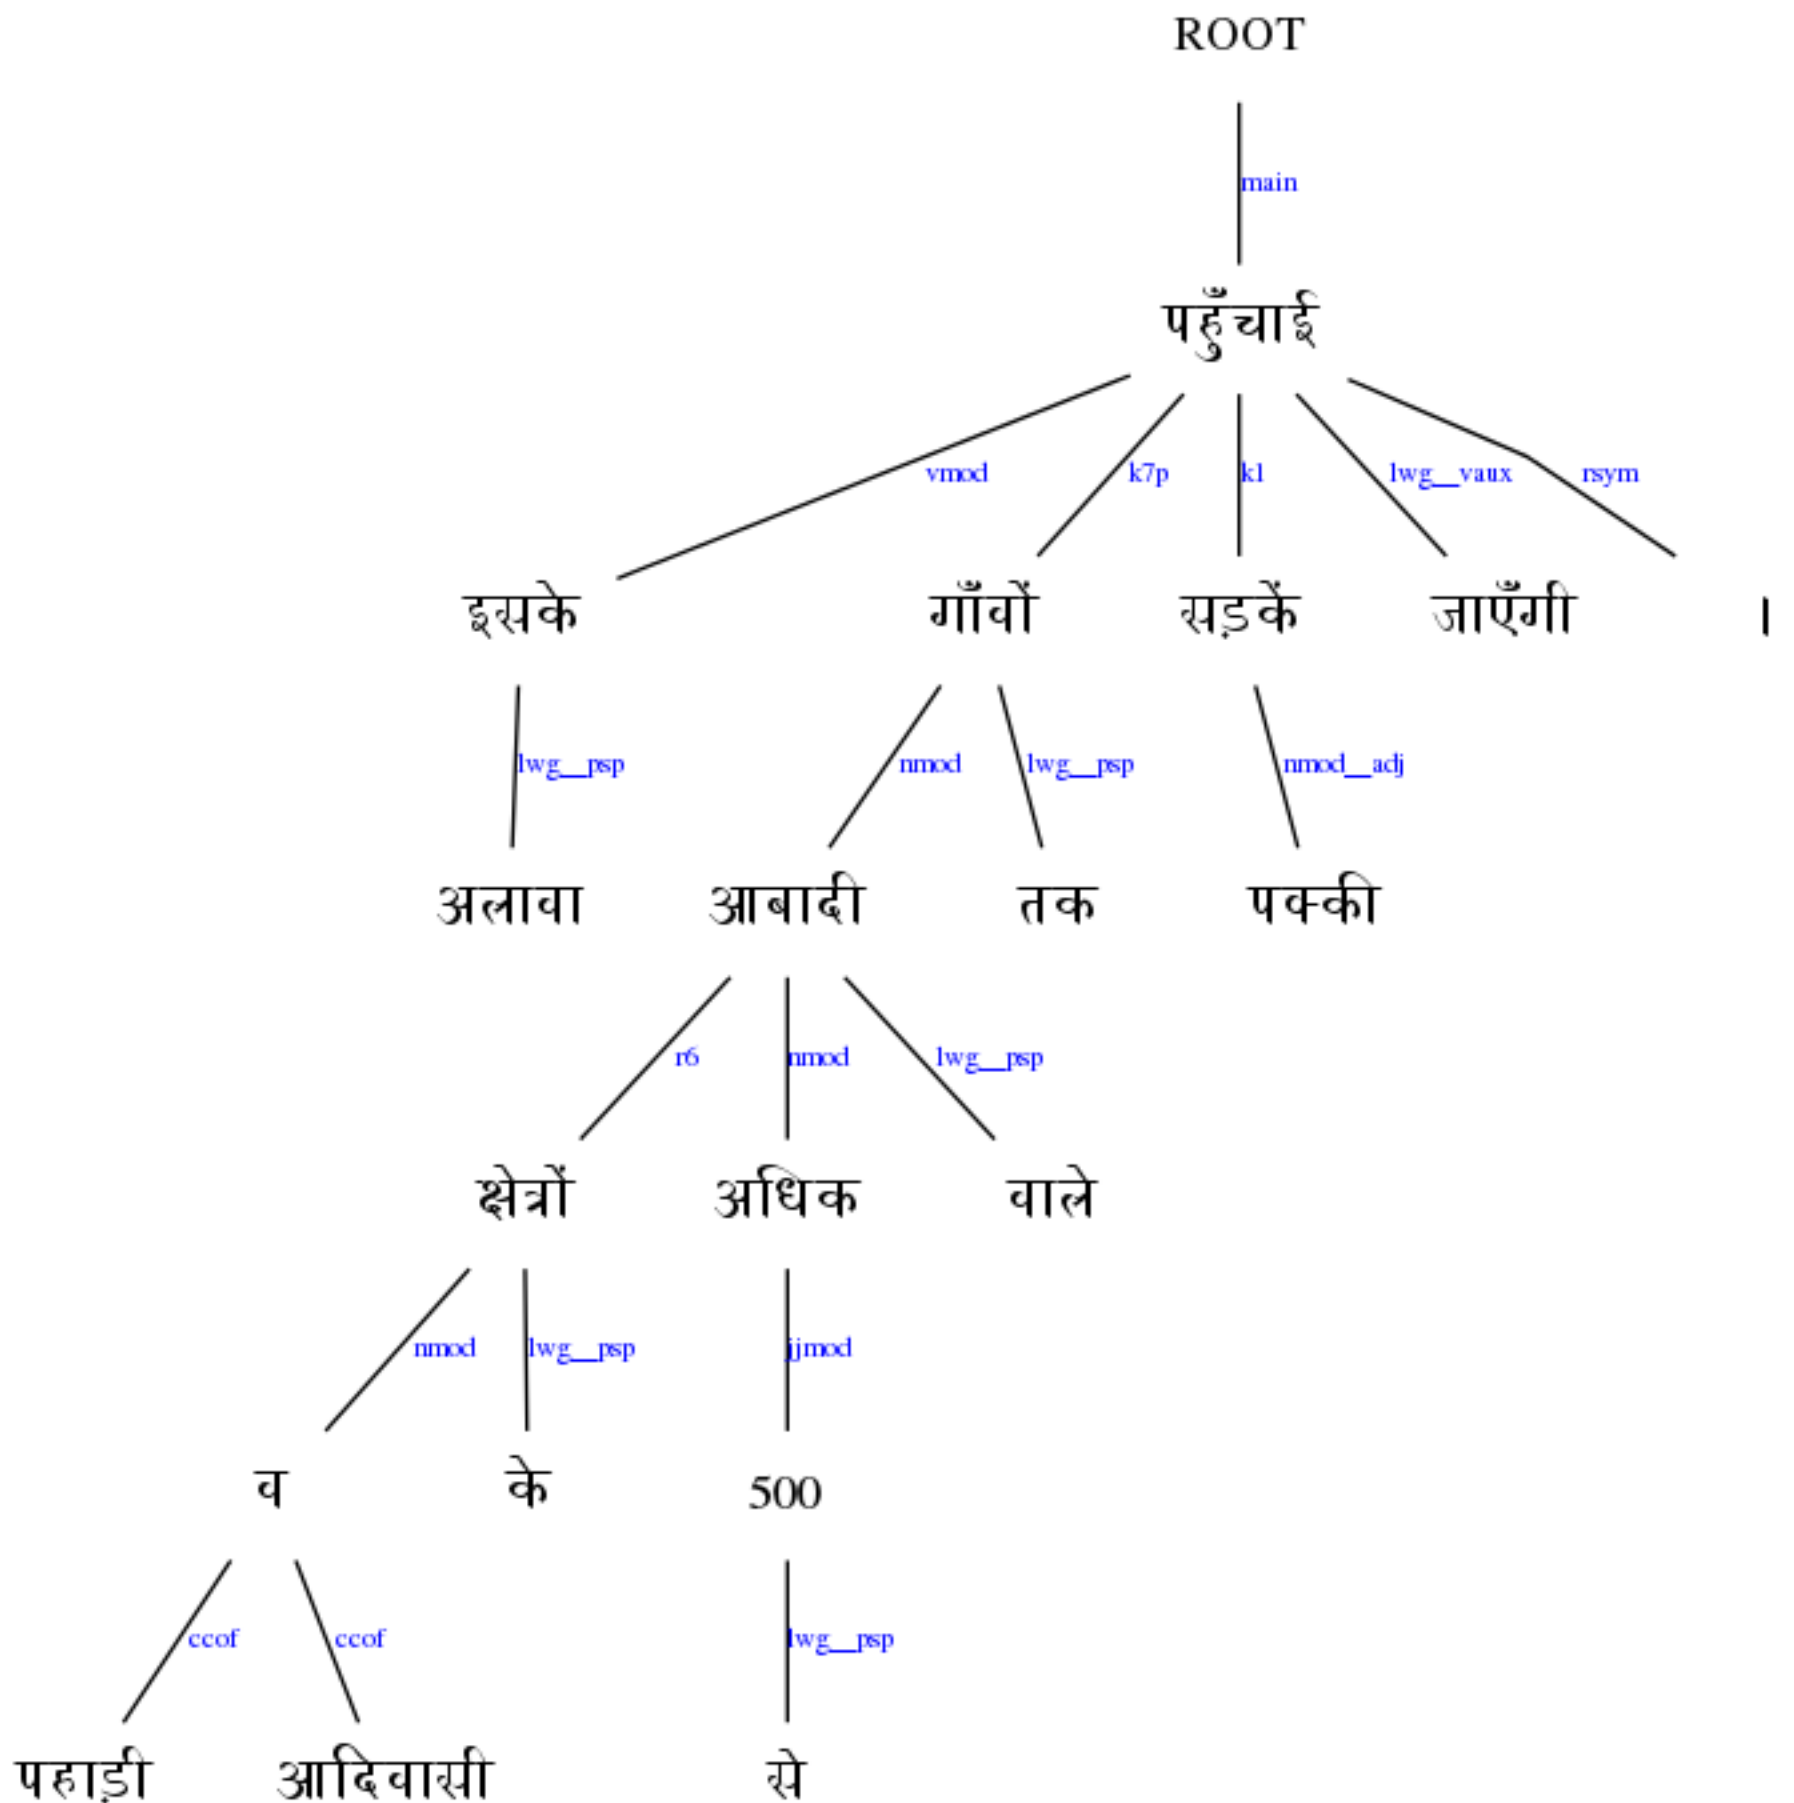 ROOT
main
पहुँचाई
vmod k7p k1 lwg__vaux rsym
इसके गाँवों सड़कें जाएँगी ।
lwg__psp nmod lwg__psp nmod__adj
अलावा आबादी तक पक्की
r6 nmod lwg__psp
क्षेत्रों अधिक वाले
nmod lwg__psp jjmod
व के 500
ccof ccof lwg__psp
पहाड़ी आदिवासी से